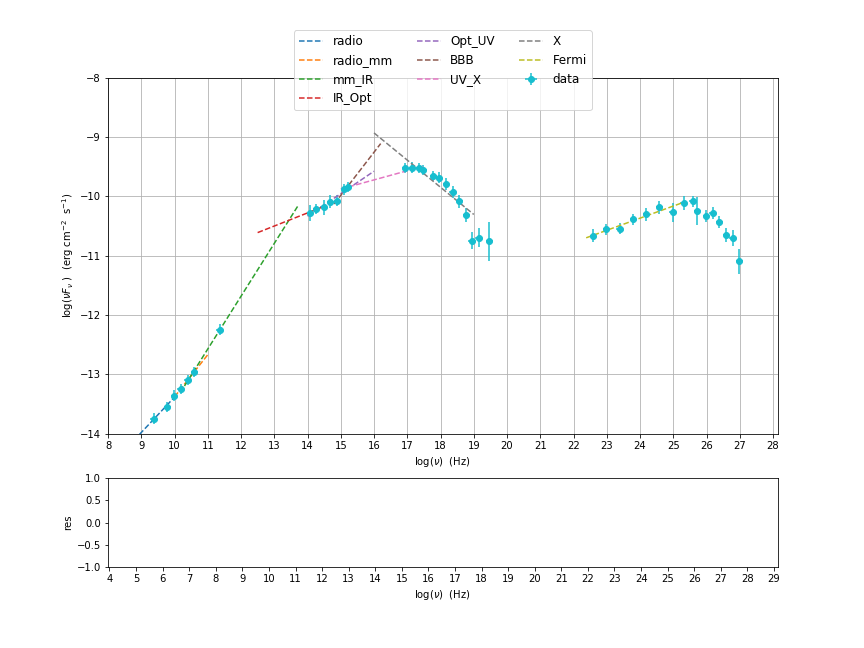 radio Opt_UV X
radio_mm BBB Fermi
mm_IR UV_X data
IR_Opt
−8
−9
−10
−11
−12
−13
−14
log(νFν) (erg cm⁻² s⁻¹)
8 9 10 11 12 13 14 15 16 17 18 19 20 21 22 23 24 25 26 27 28
log(ν) (Hz)
1.0
0.5
0.0
−0.5
−1.0
res
4 5 6 7 8 9 10 11 12 13 14 15 16 17 18 19 20 21 22 23 24 25 26 27 28 29
log(ν) (Hz)